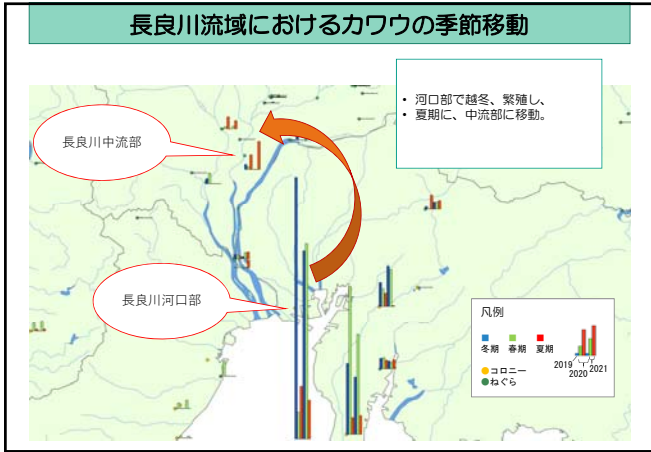 長良川流域におけるカワウの季節移動
• 河口部で越冬、繁殖し、
• 夏期に、中流部に移動。
長良川中流部
長良川河口部
凡例
冬期 春期 夏期
2019
2020
2021
コロニー
ねぐら